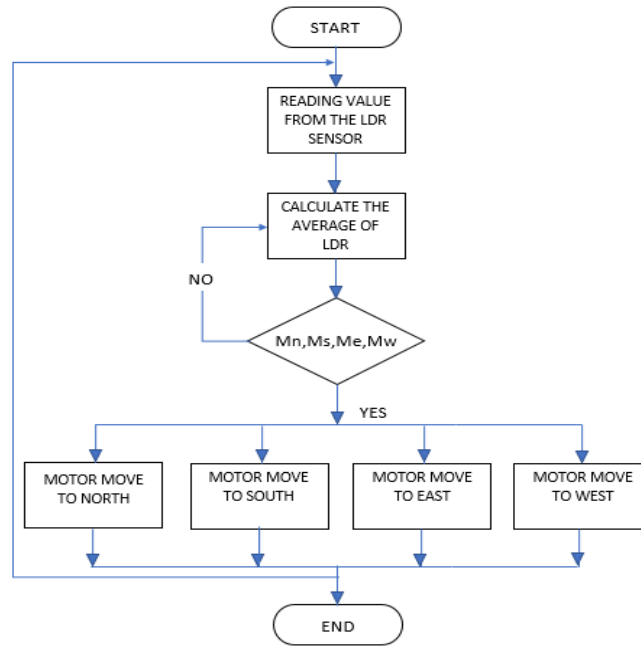 START
READING VALUE
FROM THE LDR
SENSOR
CALCULATE THE
AVERAGE OF
LDR
NO
Mn,Ms,Me,Mw
YES
MOTOR MOVE
TO NORTH
MOTOR MOVE
TO SOUTH
MOTOR MOVE
TO EAST
MOTOR MOVE
TO WEST
END